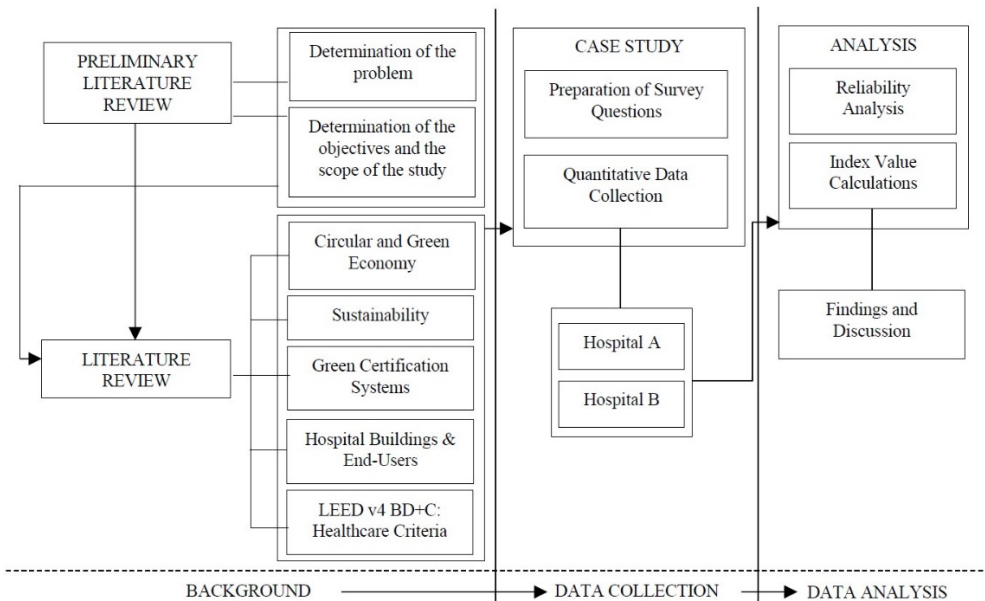 PRELIMINARY
LITERATURE
REVIEW
Determination of the
problem
Determination of the
objectives and the
scope of the study
LITERATURE
REVIEW
Circular and Green
Economy
Sustainability
Green Certification
Systems
Hospital Buildings &
End-Users
LEED v4 BD+C:
Healthcare Criteria
CASE STUDY
Preparation of Survey
Questions
Quantitative Data
Collection
Hospital A
Hospital B
ANALYSIS
Reliability
Analysis
Index Value
Calculations
Findings and
Discussion
BACKGROUND
DATA COLLECTION
DATA ANALYSIS